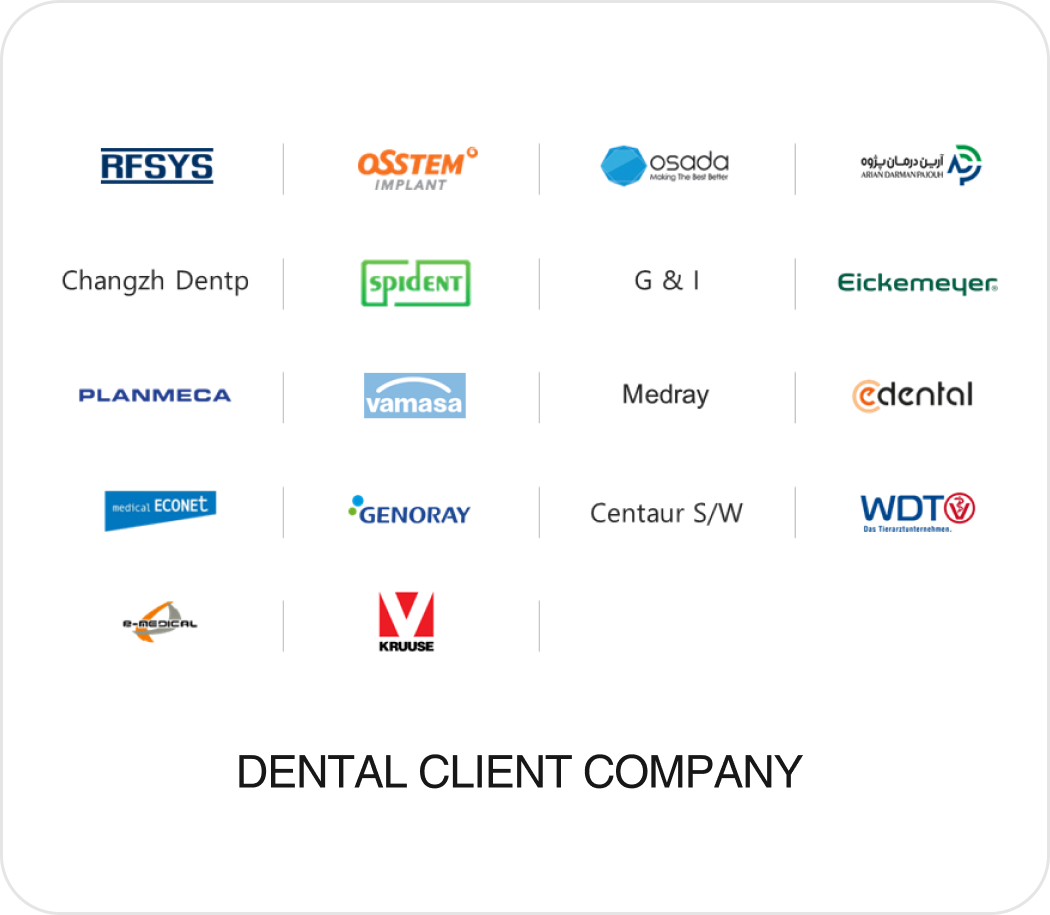 RFSYS
OSSTEM
IMPLANT
osada
Making The Best Better
آرین درمان پژوه
ARIAN DARMAN PAJOUH
Changzh Dentp
SPIDENT
G & I
Eickemeyer®
PLANMECA
vamasa
Medray
edental
medical ECONET
GENORAY
Centaur S/W
WDT
Das Tierarztunternehmen.
e-MEDICAL
KRUUSE
DENTAL CLIENT COMPANY